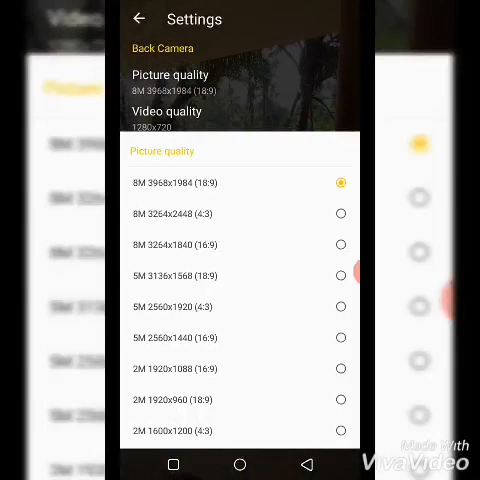 Settings
Back Camera
Picture quality
8M 3968x1984 (18:9)
Video quality
1280x720
Picture quality
8M 3968x1984 (18:9)
8M 3264x2448 (4:3)
8M 3264x1840 (16:9)
5M 3136x1568 (18:9)
5M 2560x1920 (4:3)
5M 2560x1440 (16:9)
2M 1920x1088 (16:9)
2M 1920x960 (18:9)
2M 1600x1200 (4:3)
Made With
VivaVideo